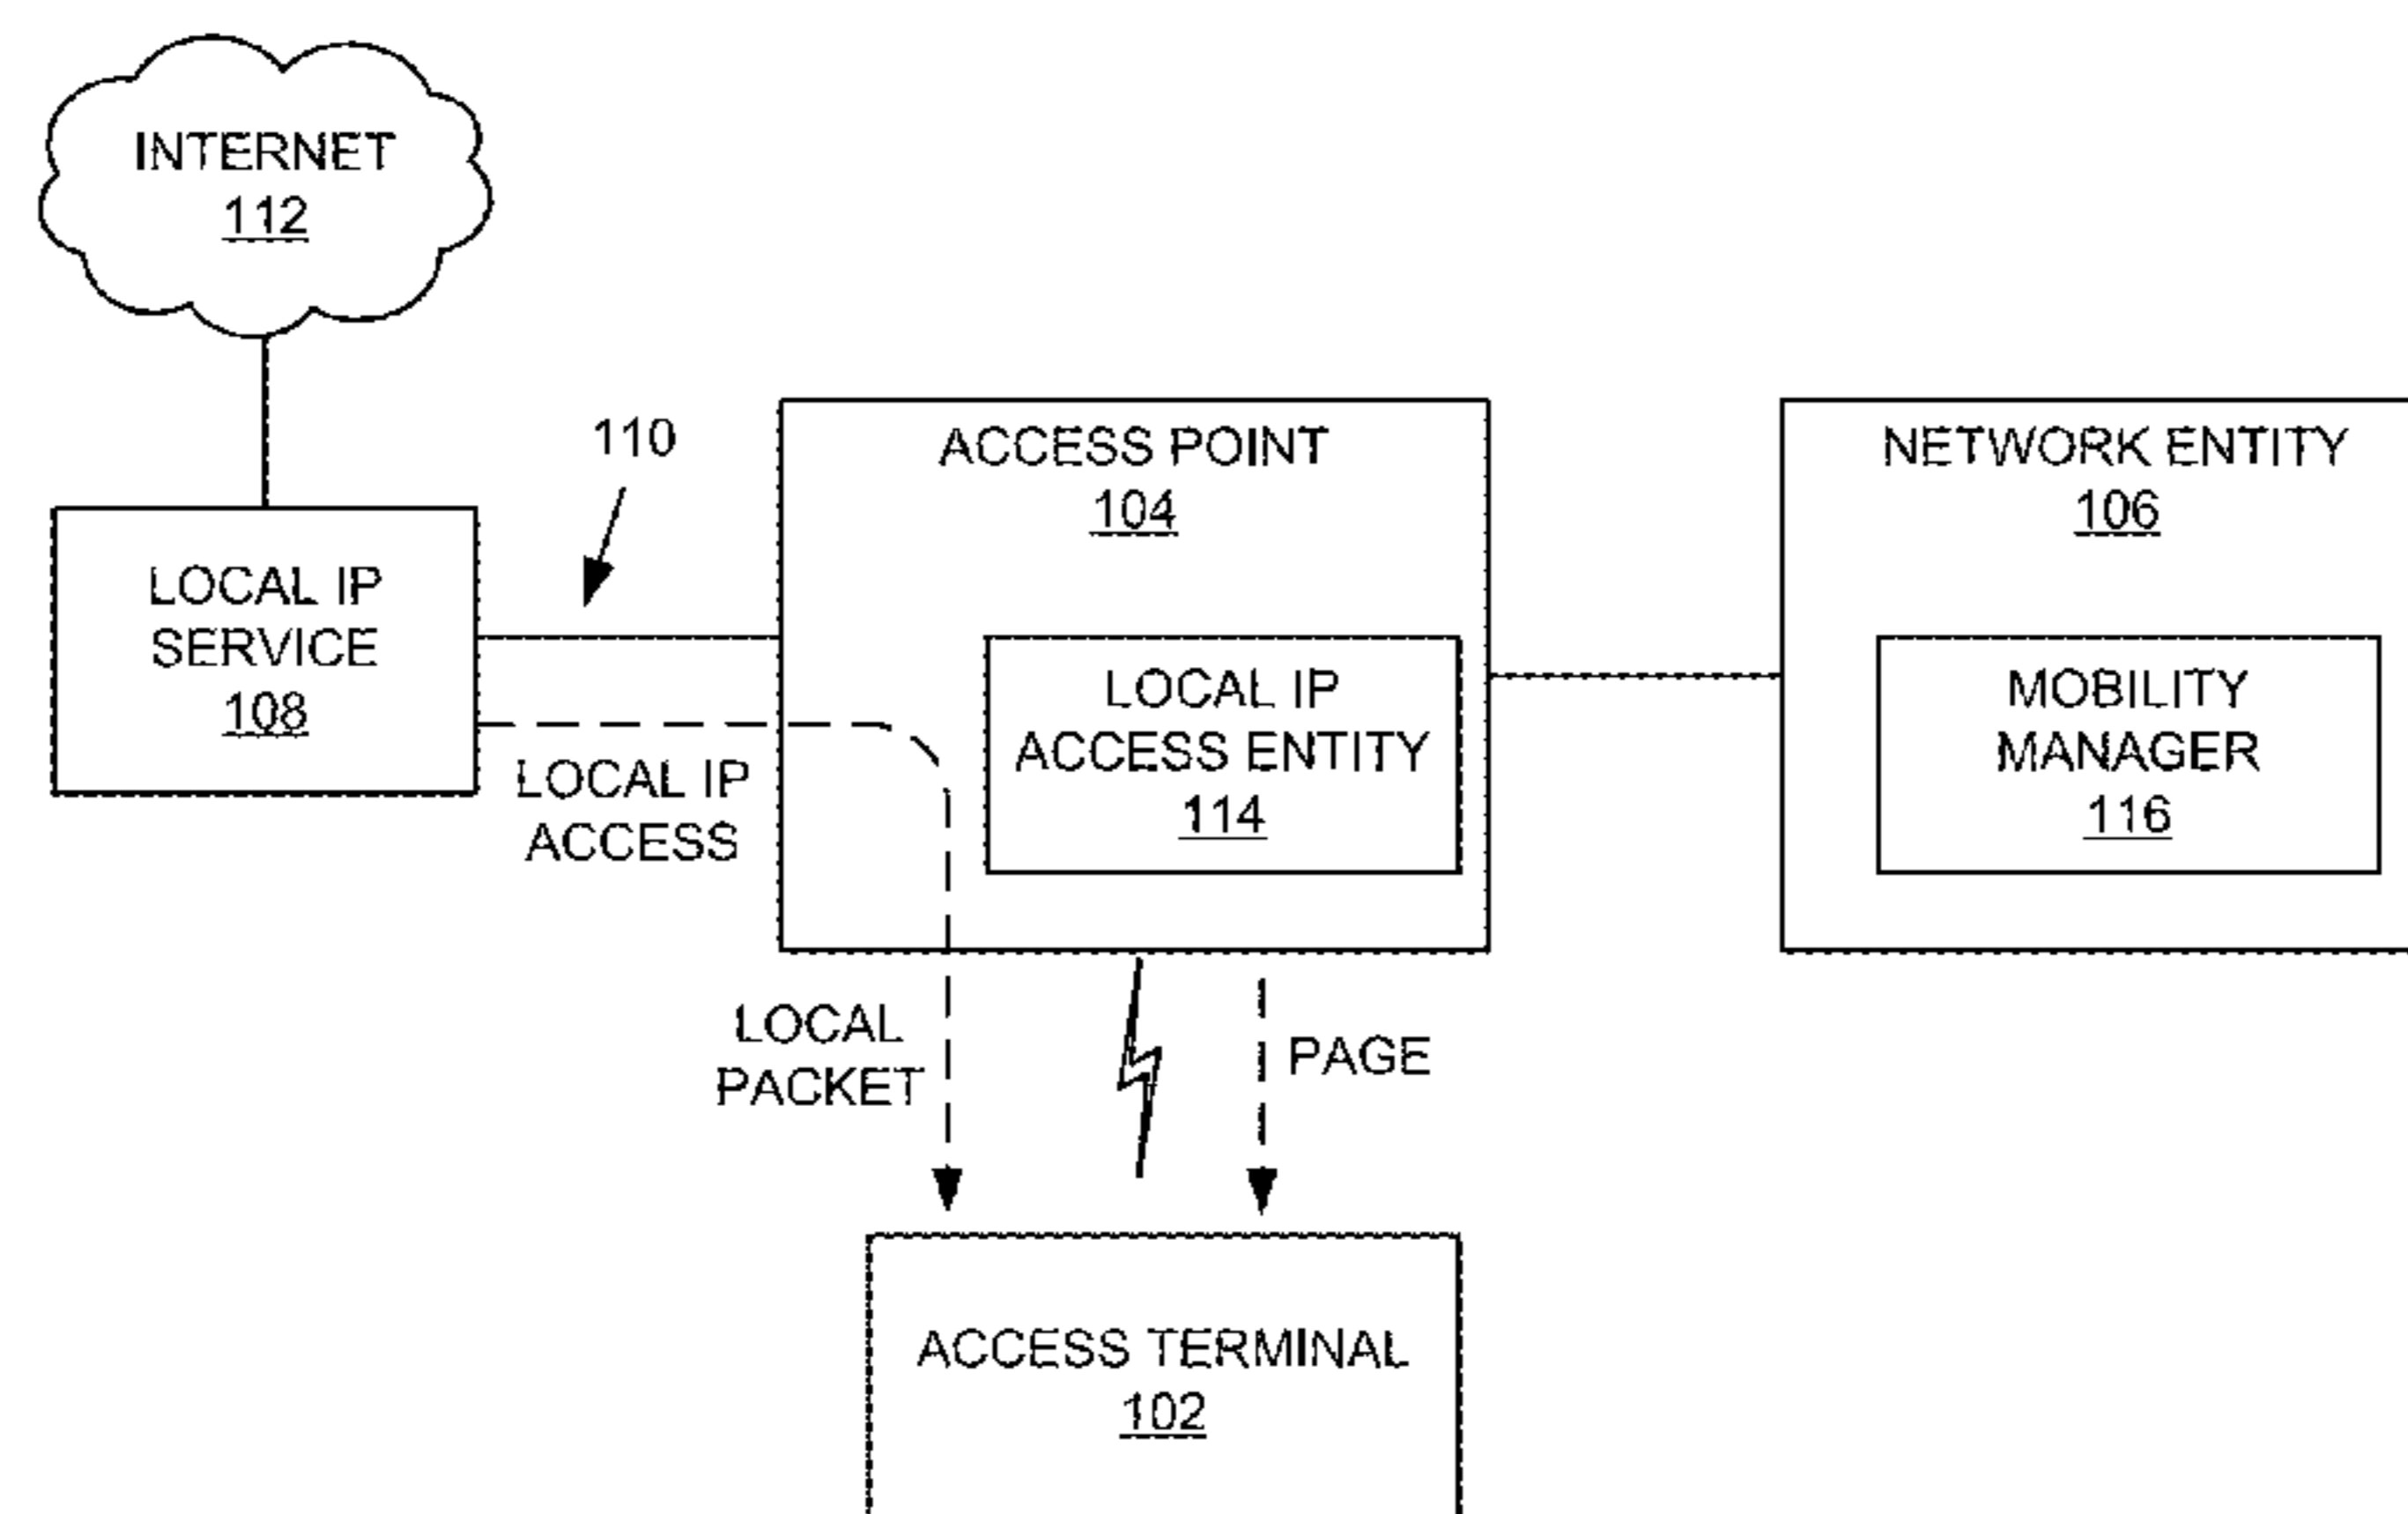 INTERNET
112
110
ACCESS POINT
104
NETWORK ENTITY
106
LOCAL IP
SERVICE
108
LOCAL IP
ACCESS ENTITY
114
MOBILITY
MANAGER
116
LOCAL IP
ACCESS
LOCAL
PACKET
PAGE
ACCESS TERMINAL
102